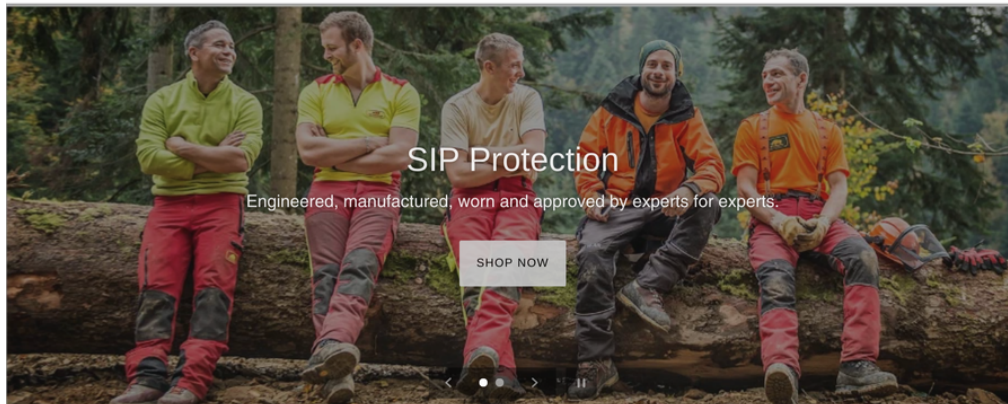 SIP Protection
Engineered, manufactured, worn and approved by experts for experts.
SHOP NOW